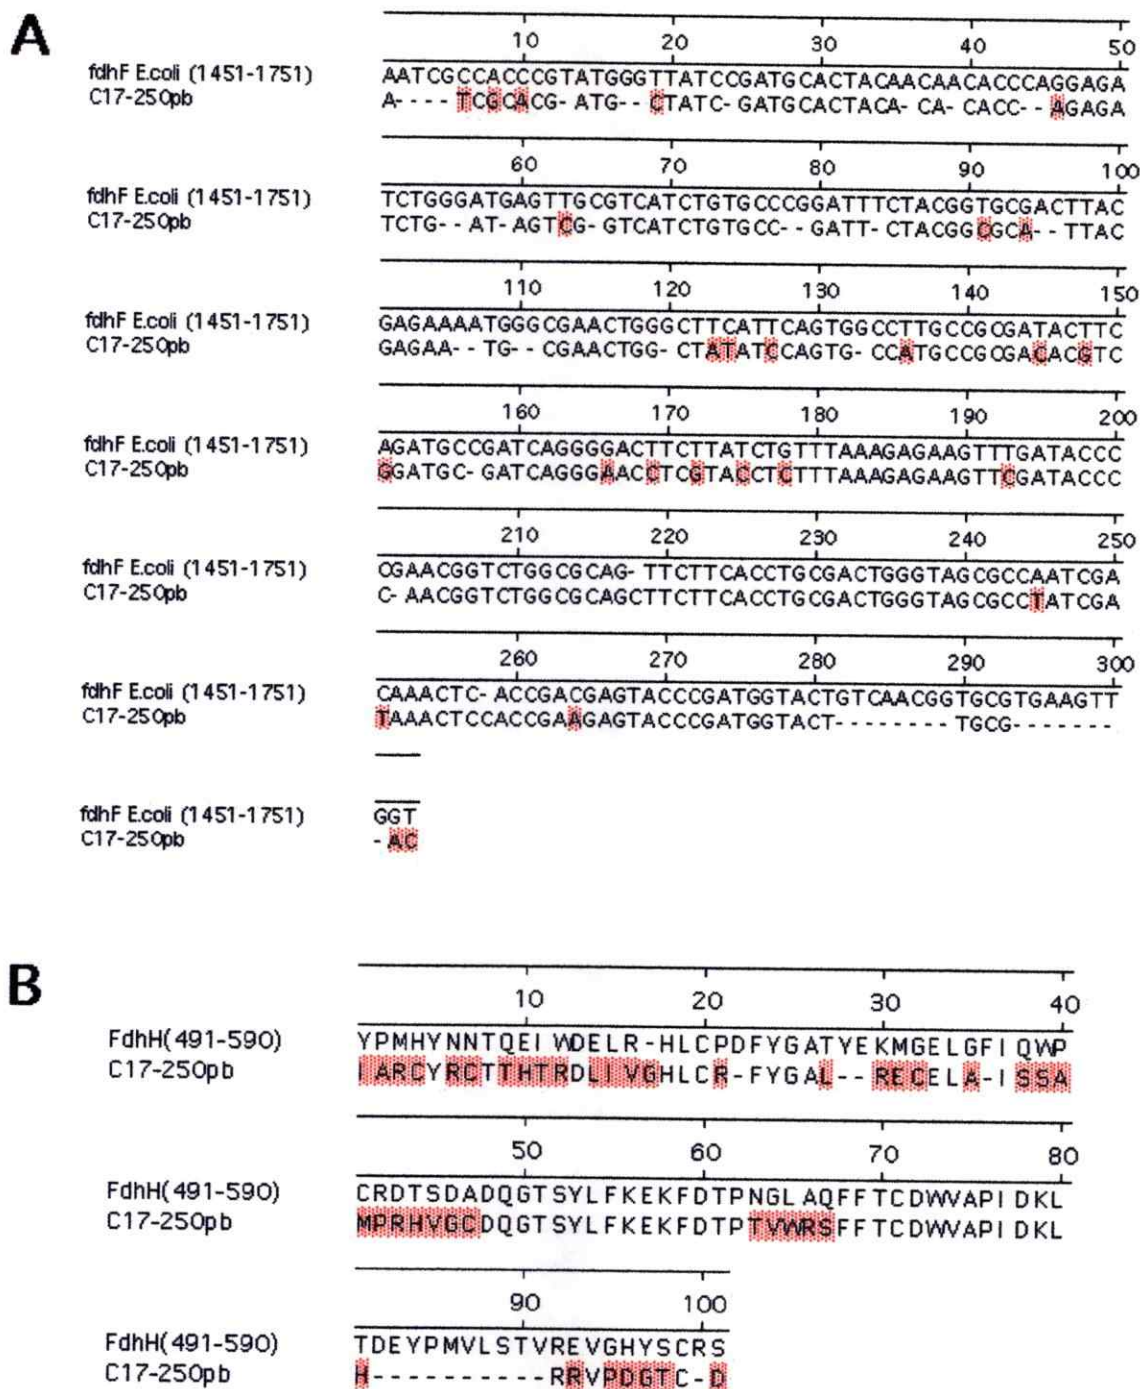 A
10 20 30 40 50
fdhF E.coli (1451-1751) AATCGCCACCCGTATGGGTTATCCGATGCACTACAACAACACCCAGGAGA
C17-250pb A----TCGCACG-ATG--CTATC-GATGCACTACA-CA-CACC--AGAGA
60 70 80 90 100
fdhF E.coli (1451-1751) TCTGGGATGAGTTGCGTCATCTGTGCCCGGATTTCTACGGTGCGACTTAC
C17-250pb TCTG--AT-AGTCG-GTCATCTGTGCC--GATT-CTACGGCGCA--TTAC
110 120 130 140 150
fdhF E.coli (1451-1751) GAGAAAATGGGCGAACTGGGCTTCATTCAGTGGCCTTGCCGCGATACTTC
C17-250pb GAGAA--TG--CGAACTGG-CTATATCCAGTG-CCATGCCGCGACACGTC
160 170 180 190 200
fdhF E.coli (1451-1751) AGATGCCGATCAGGGGACTTCTTATCTGTTTAAAGAGAAGTTTGATACCC
C17-250pb GGATGC-GATCAGGGAACCTCGTACCTCTTTAAAGAGAAGTTCGATACCC
210 220 230 240 250
fdhF E.coli (1451-1751) CGAACGGTCTGGCGCAG-TTCTTCACCTGCGACTGGGTAGCGCCAATCGA
C17-250pb C-AACGGTCTGGCGCAGCTTCTTCACCTGCGACTGGGTAGCGCCTATCGA
260 270 280 290 300
fdhF E.coli (1451-1751) CAAACTC-ACCGACGAGTACCCGATGGTACTGTCAACGGTGCGTGAAGTT
C17-250pb TAAACTCCACCGAAGAGTACCCGATGGTACT--------TGCG-------
fdhF E.coli (1451-1751) GGT
C17-250pb -AC
B
10 20 30 40
FdhH(491-590) YPMHYNNTQEIWDELR-HLCPDFYGATYEKMGELGFIQWP
C17-250pb IARCYRCTTHTRDLIVGHLCR-FYGAL--RECELA-ISSA
50 60 70 80
FdhH(491-590) CRDTSDADQGTSYLFKEKFDTPNGLAQFFTCDWVAPIDKL
C17-250pb MPRHVGCDQGTSYLFKEKFDTPTVWRSFFTCDWVAPIDKL
90 100
FdhH(491-590) TDEYPMVLSTVREVGHYSCRS
C17-250pb H----------RRVPDGTC-D